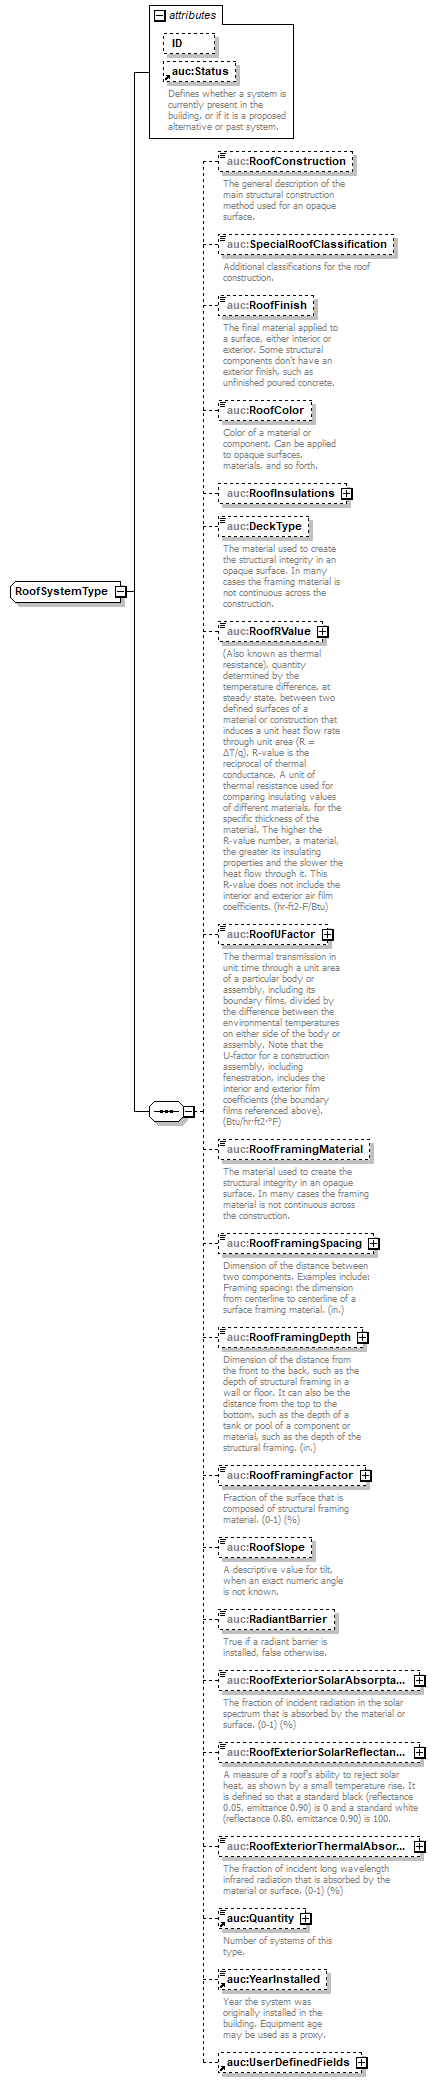 attributes
ID
auc:Status
Defines whether a system is
currently present in the
building, or if it is a proposed
alternative or past system.
auc:RoofConstruction
The general description of the
main structural construction
method used for an opaque
surface.
auc:SpecialRoofClassification
Additional classifications for the roof
construction.
auc:RoofFinish
The final material applied to
a surface, either interior or
exterior. Some structural
components don't have an
exterior finish, such as
unfinished poured concrete.
auc:RoofColor
Color of a material or
component. Can be applied
to opaque surfaces,
materials, and so forth.
auc:RoofInsulations
auc:DeckType
The material used to create
the structural integrity in an
opaque surface. In many
cases the framing material is
not continuous across the
construction.
RoofSystemType
auc:RoofRValue
(Also known as thermal
resistance), quantity
determined by the
temperature difference, at
steady state, between two
defined surfaces of a
material or construction that
induces a unit heat flow rate
through unit area (R =
ΔT/q). R-value is the
reciprocal of thermal
conductance. A unit of
thermal resistance used for
comparing insulating values
of different materials, for the
specific thickness of the
material. The higher the
R-value number, a material,
the greater its insulating
properties and the slower the
heat flow through it. This
R-value does not include the
interior and exterior air film
coefficients. (hr-ft2-F/Btu)
auc:RoofUFactor
The thermal transmission in
unit time through a unit area
of a particular body or
assembly, including its
boundary films, divided by
the difference between the
environmental temperatures
on either side of the body or
assembly. Note that the
U-factor for a construction
assembly, including
fenestration, includes the
interior and exterior film
coefficients (the boundary
films referenced above).
(Btu/hr·ft2·°F)
auc:RoofFramingMaterial
The material used to create the
structural integrity in an opaque
surface. In many cases the framing
material is not continuous across
the construction.
auc:RoofFramingSpacing
Dimension of the distance between
two components. Examples include:
Framing spacing: the dimension
from centerline to centerline of a
surface framing material. (in.)
auc:RoofFramingDepth
Dimension of the distance from
the front to the back, such as the
depth of structural framing in a
wall or floor. It can also be the
distance from the top to the
bottom, such as the depth of a
tank or pool of a component or
material, such as the depth of the
structural framing. (in.)
auc:RoofFramingFactor
Fraction of the surface that is
composed of structural framing
material. (0-1) (%)
auc:RoofSlope
A descriptive value for tilt,
when an exact numeric angle
is not known.
auc:RadiantBarrier
True if a radiant barrier is
installed, false otherwise.
auc:RoofExteriorSolarAbsorpta...
The fraction of incident radiation in the solar
spectrum that is absorbed by the material or
surface. (0-1) (%)
auc:RoofExteriorSolarReflectan...
A measure of a roof's ability to reject solar
heat, as shown by a small temperature rise. It
is defined so that a standard black (reflectance
0.05, emittance 0.90) is 0 and a standard white
(reflectance 0.80, emittance 0.90) is 100.
auc:RoofExteriorThermalAbsor...
The fraction of incident long wavelength
infrared radiation that is absorbed by the
material or surface. (0-1) (%)
auc:Quantity
Number of systems of this
type.
auc:YearInstalled
Year the system was
originally installed in the
building. Equipment age
may be used as a proxy.
auc:UserDefinedFields